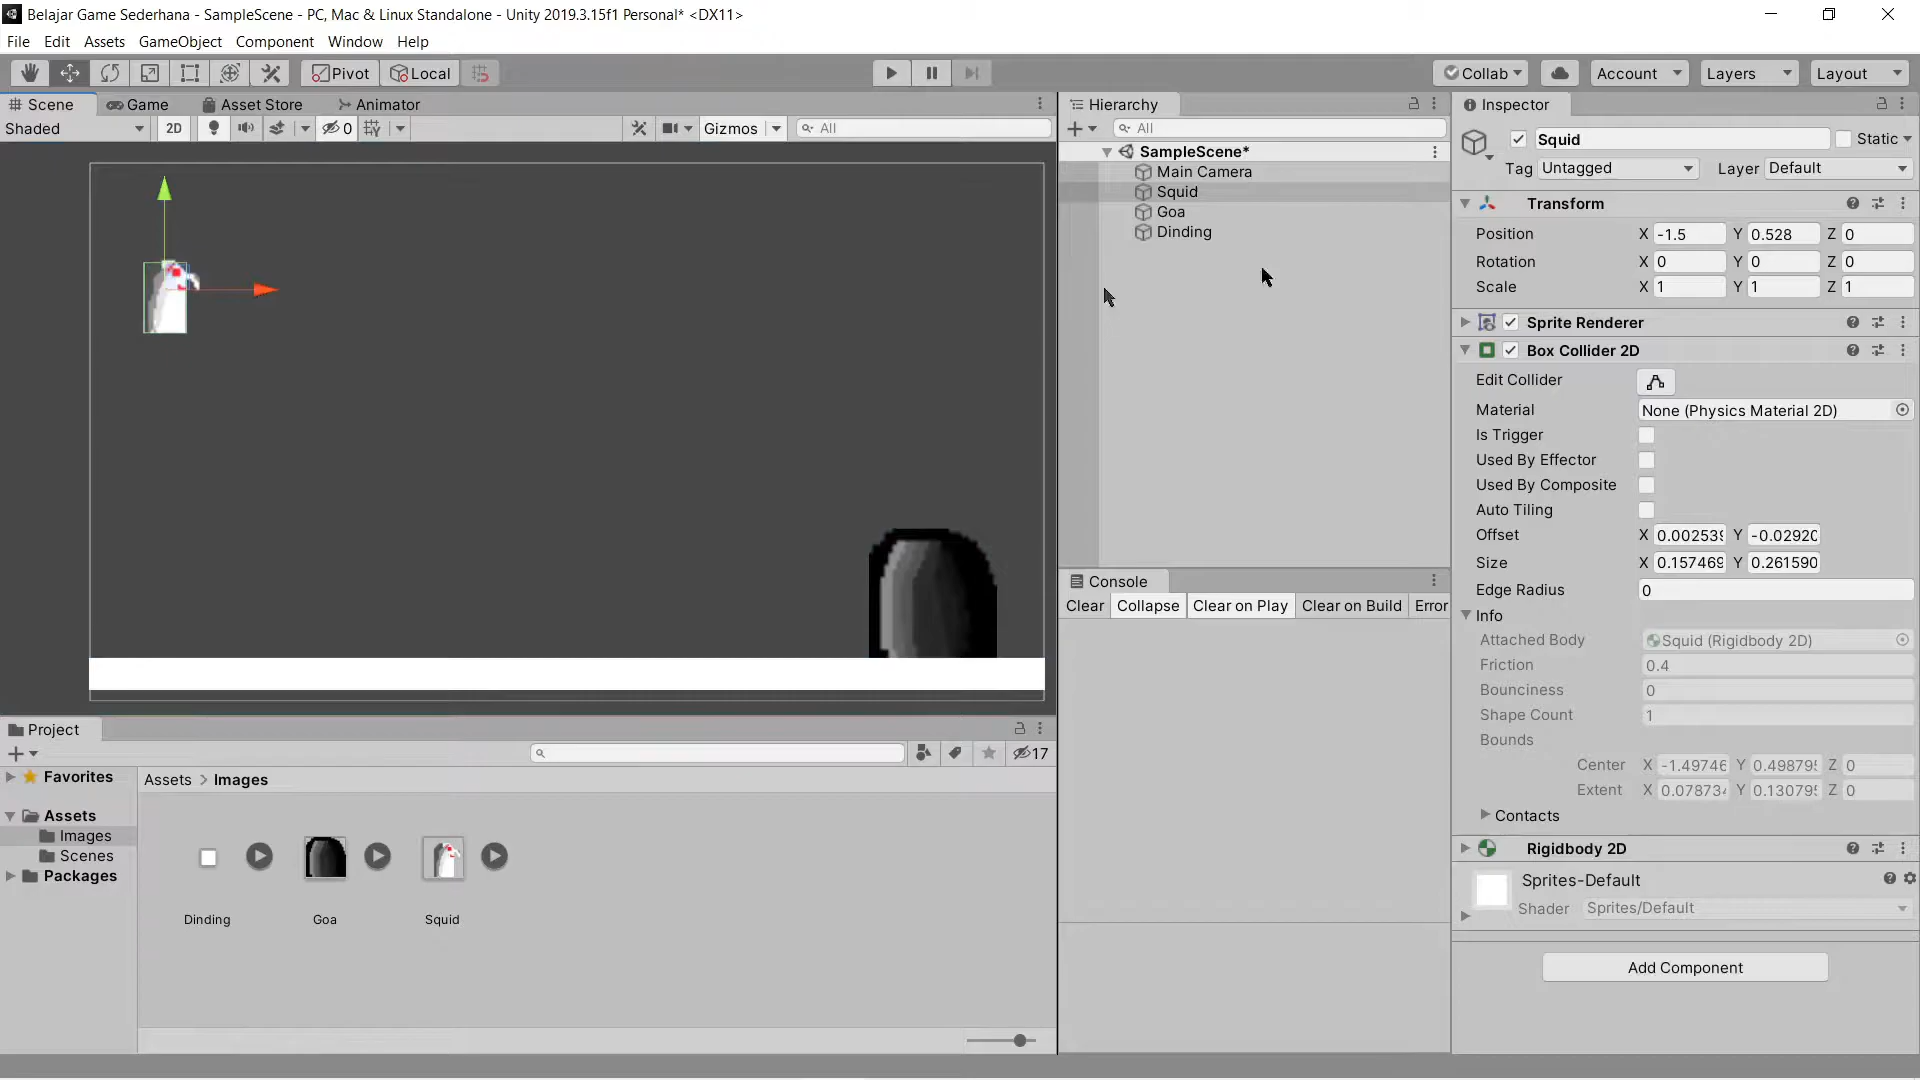 Belajar Game Sederhana - SampleScene - PC, Mac & Linux Standalone - Unity 2019.3.15f1 Personal* <DX11>
File Edit Assets GameObject Component Window Help
Pivot Local Collab Account Layers Layout
Scene Game Asset Store Animator
Shaded 2D 0 Gizmos All
Hierarchy
All
SampleScene*
Main Camera
Squid
Goa
Dinding
Console
Clear Collapse Clear on Play Clear on Build Error
Inspector
Squid Static
Tag Untagged Layer Default
Transform
Position X -1.5 Y 0.528 Z 0
Rotation X 0 Y 0 Z 0
Scale X 1 Y 1 Z 1
Sprite Renderer
Box Collider 2D
Edit Collider
Material None (Physics Material 2D)
Is Trigger
Used By Effector
Used By Composite
Auto Tiling
Offset X 0.00253 Y -0.0292
Size X 0.157469 Y 0.261590
Edge Radius 0
Info
Attached Body Squid (Rigidbody 2D)
Friction 0.4
Bounciness 0
Shape Count 1
Bounds
Center X -1.49746 Y 0.49879 Z 0
Extent X 0.07873 Y 0.13079 Z 0
Contacts
Rigidbody 2D
Sprites-Default
Shader Sprites/Default
Add Component
Project
17
Favorites
Assets
Images
Scenes
Packages
Assets > Images
Dinding Goa Squid